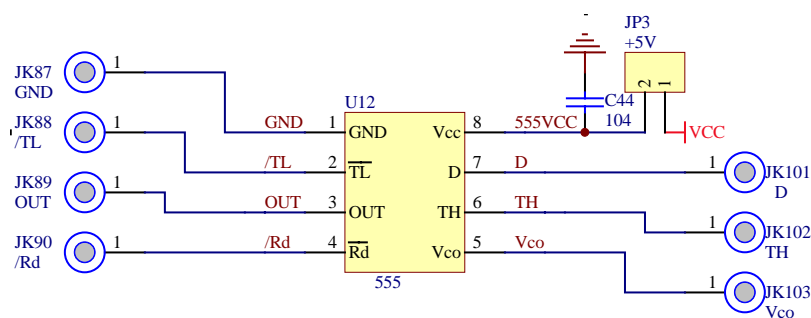 JP3
+5V
2
1
VCC
C44
104
JK87
GND
1
JK88
/TL
1
JK89
OUT
1
JK90
/Rd
1
U12
GND
1
GND
Vcc
8
555VCC
/TL
2
TL
D
7
D
1
JK101
D
OUT
3
OUT
TH
6
TH
1
JK102
TH
/Rd
4
Rd
Vco
5
Vco
1
JK103
Vco
555